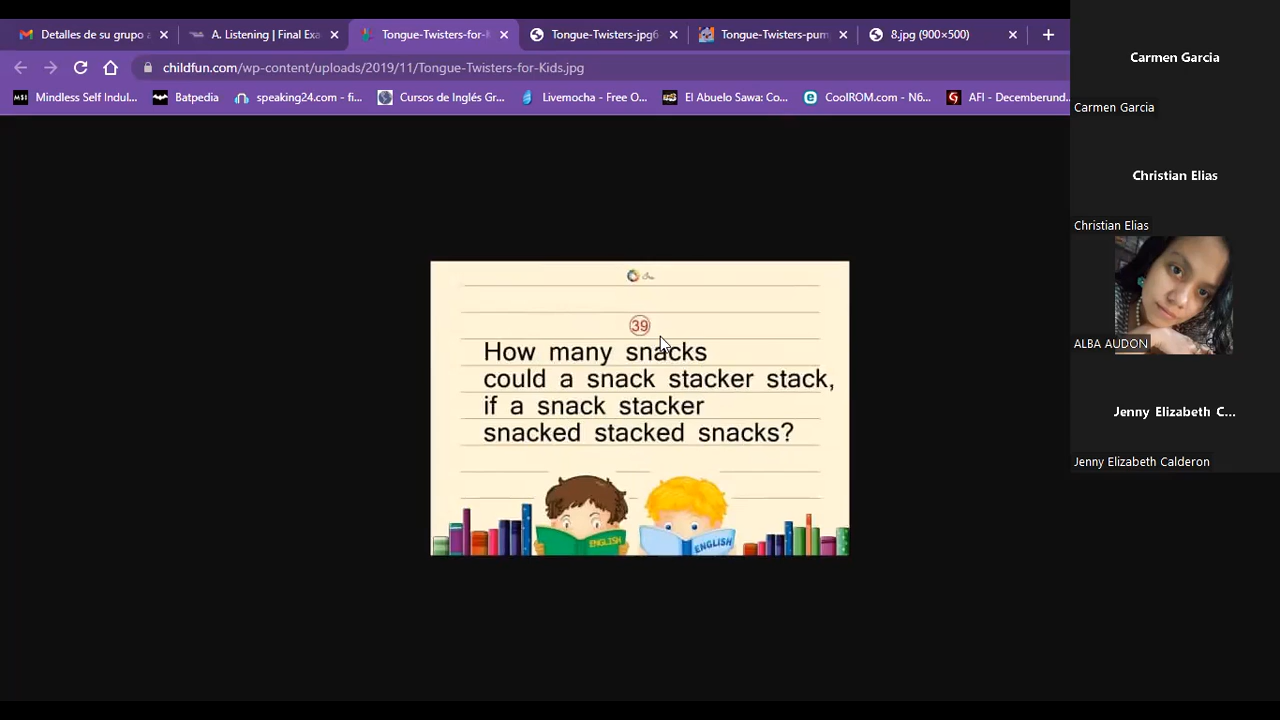 Detalles de su grupo a
A. Listening | Final Exa
Tongue-Twisters-for-K
Tongue-Twisters-jpg6
Tongue-Twisters-pum
8.jpg (900×500)
childfun.com/wp-content/uploads/2019/11/Tongue-Twisters-for-Kids.jpg
Mindless Self Indul...
Batpedia
speaking24.com - fi...
Cursos de Inglés Gr...
Livemocha - Free O...
El Abuelo Sawa: Co...
CoolROM.com - N6...
AFI - Decemberund...
39
How many snacks
could a snack stacker stack,
if a snack stacker
snacked stacked snacks?
ENGLISH
ENGLISH
Carmen Garcia
Carmen Garcia
Christian Elias
Christian Elias
ALBA AUDON
Jenny Elizabeth C...
Jenny Elizabeth Calderon